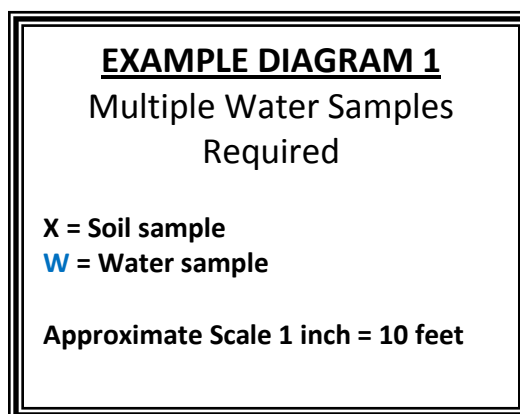 EXAMPLE DIAGRAM 1
Multiple Water Samples
Required
X = Soil sample
W = Water sample
Approximate Scale 1 inch = 10 feet